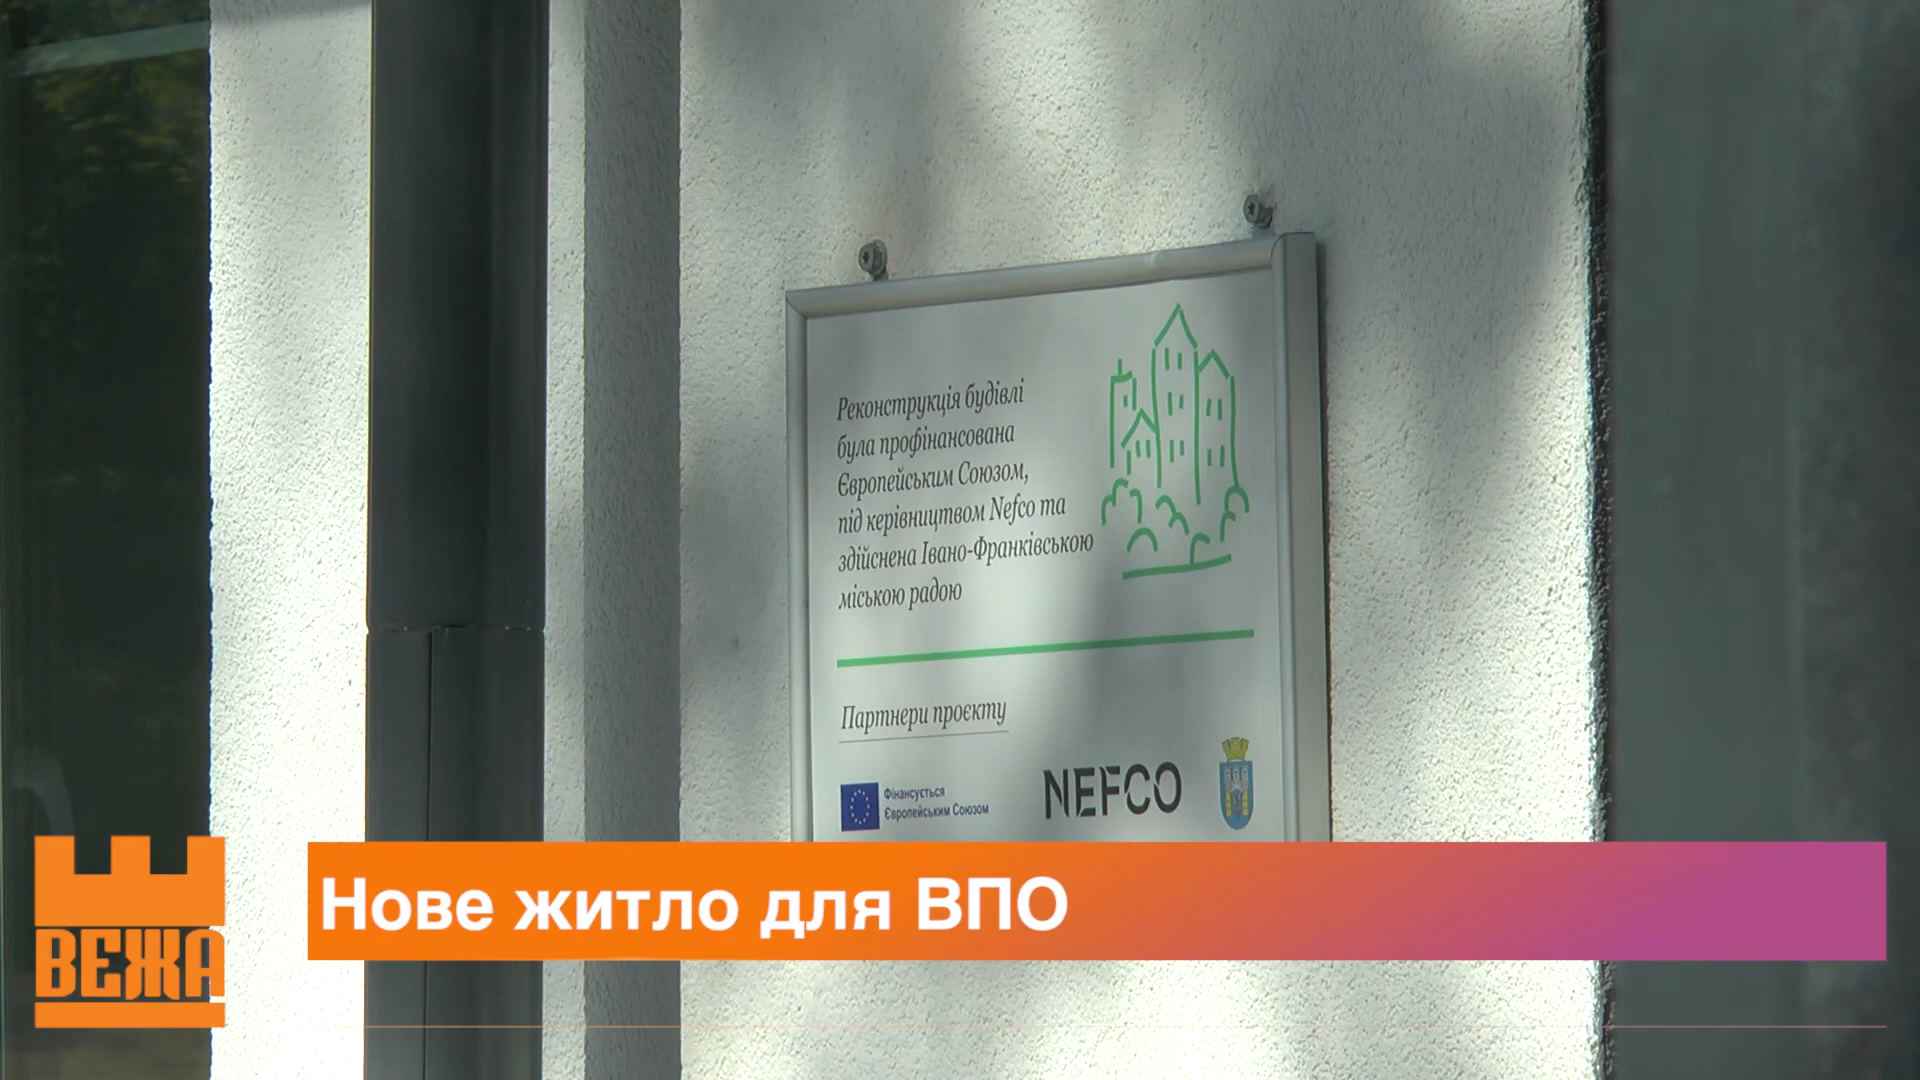 Реконструкція будівлі
була профінансована
Європейським Союзом,
під керівництвом Nefco та
здійснена Івано-Франківською
міською радою
Партнери проєкту
Фінансується
Європейським Союзом
NEFCO
Нове житло для ВПО
ВЕЖА